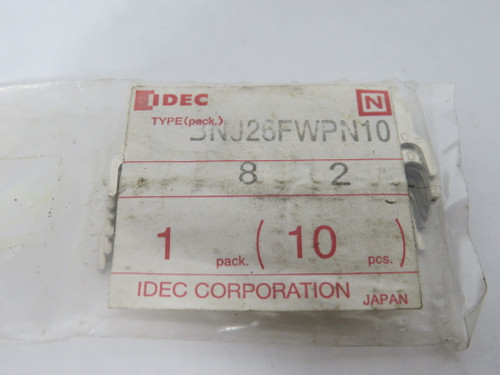 IDEC N
TYPE(pack.) BNJ26FWPN10
8 2
1 pack. ( 10 pcs. )
IDEC CORPORATION JAPAN